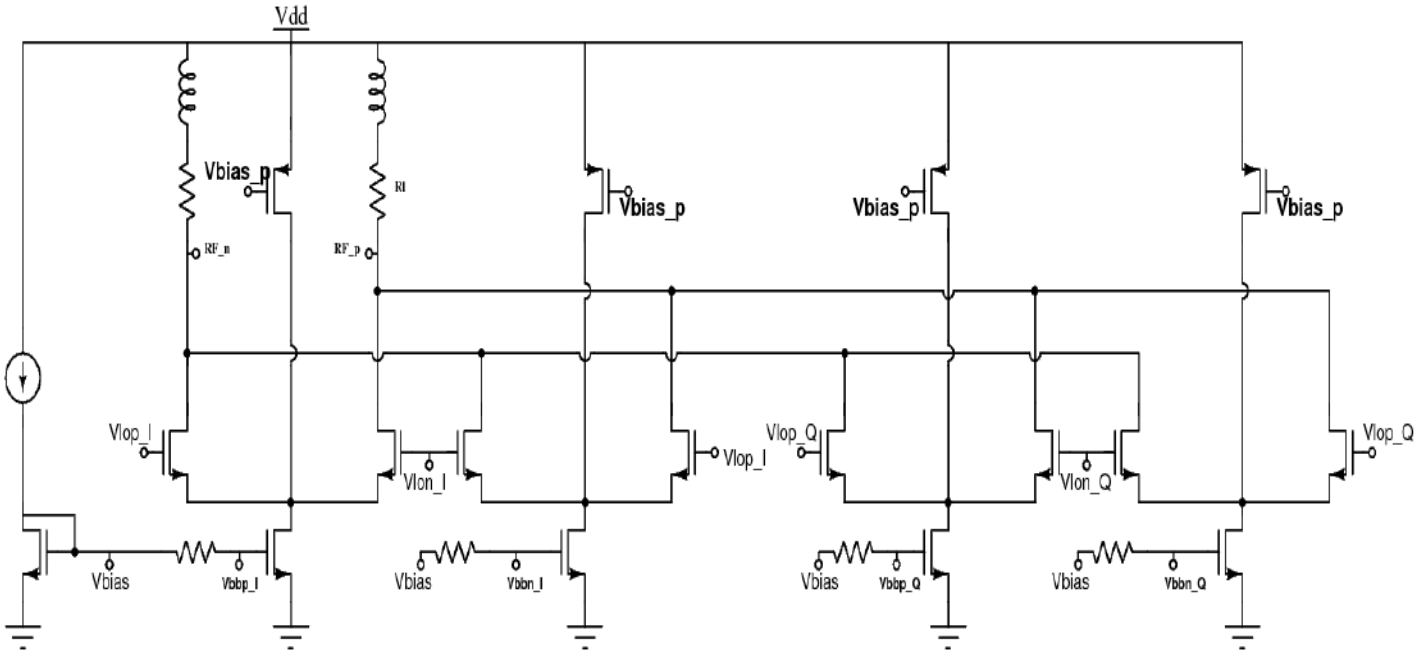 Vdd
Vbias_p
Rl
Vbias_p
Vbias_p
Vbias_p
RF_n
RF_p
Vlop_I
Vlon_I
Vlop_I
Vlop_Q
Vlon_Q
Vlop_Q
Vbias
Vbbp_I
Vbias
Vbbn_I
Vbias
Vbbp_Q
Vbias
Vbbn_Q